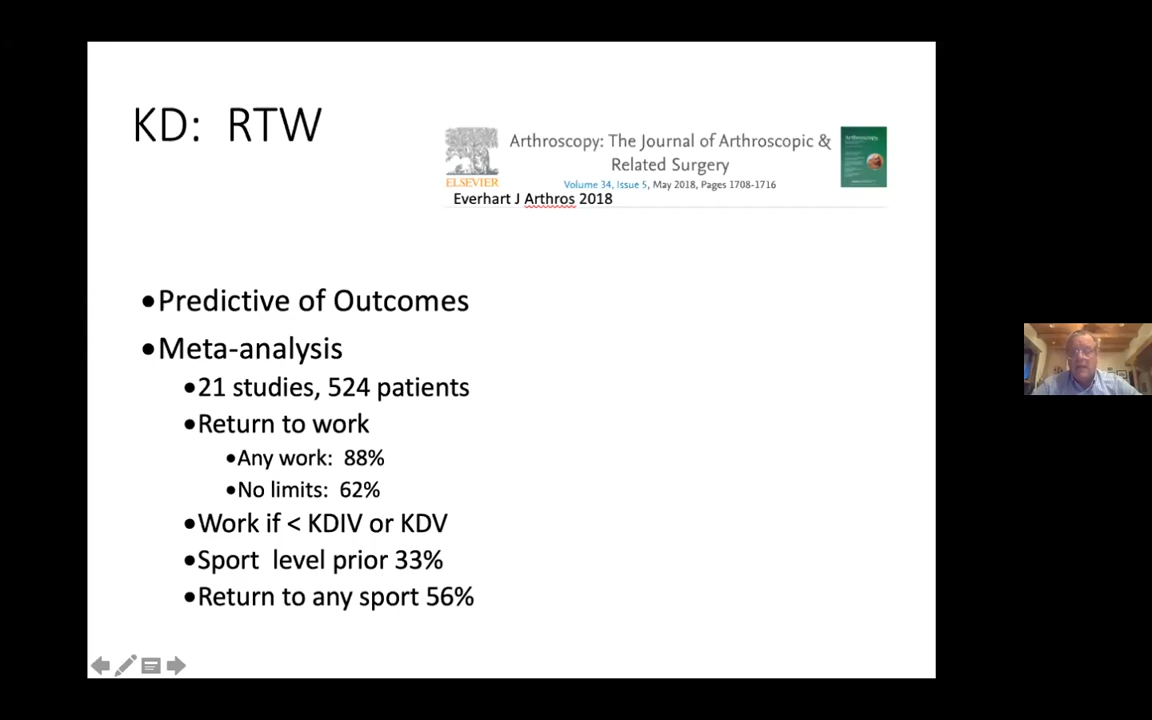 KD: RTW
Arthroscopy: The Journal of Arthroscopic &
Related Surgery
ELSEVIER
Volume 34, Issue 5, May 2018, Pages 1708-1716
Everhart J Arthros 2018
•Predictive of Outcomes
•Meta-analysis
•21 studies, 524 patients
•Return to work
•Any work: 88%
•No limits: 62%
•Work if < KDIV or KDV
•Sport level prior 33%
•Return to any sport 56%